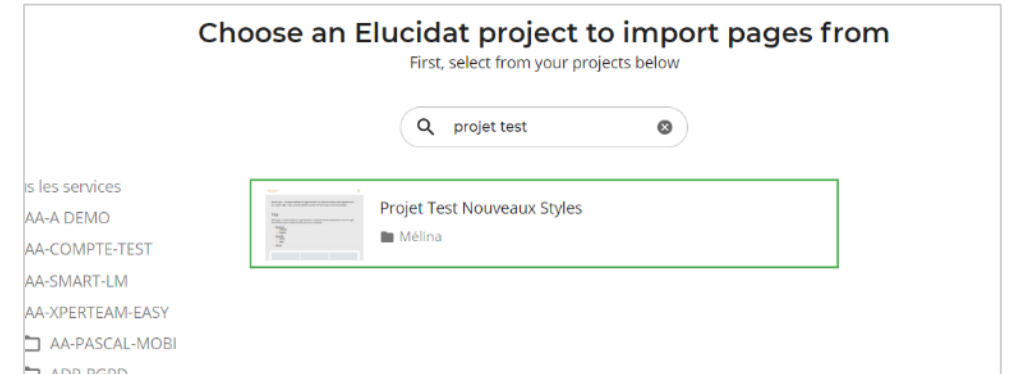 Choose an Elucidat project to import pages from
First, select from your projects below
projet test
s les services
AA-A DEMO
AA-COMPTE-TEST
AA-SMART-LM
AA-XPERTEAM-EASY
AA-PASCAL-MOBI
Projet Test Nouveaux Styles
Mélina